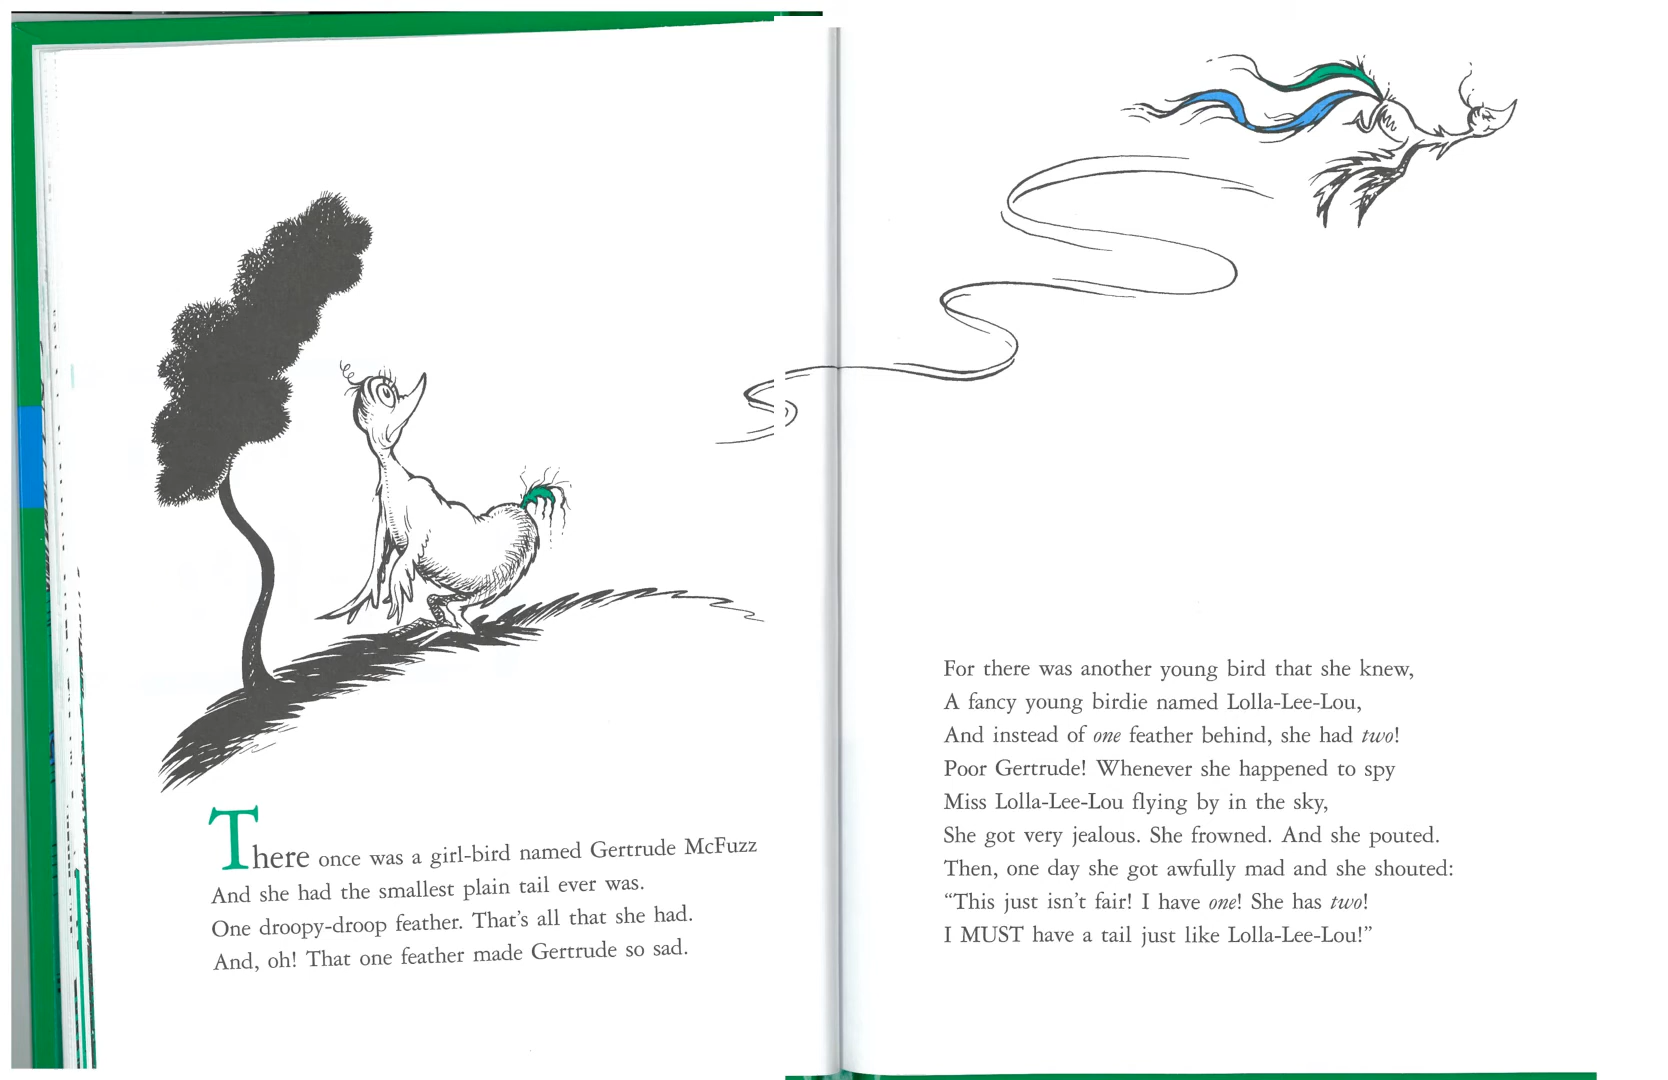 There once was a girl-bird named Gertrude McFuzz
And she had the smallest plain tail ever was.
One droopy-droop feather. That's all that she had.
And, oh! That one feather made Gertrude so sad.
For there was another young bird that she knew,
A fancy young birdie named Lolla-Lee-Lou,
And instead of one feather behind, she had two!
Poor Gertrude! Whenever she happened to spy
Miss Lolla-Lee-Lou flying by in the sky,
She got very jealous. She frowned. And she pouted.
Then, one day she got awfully mad and she shouted:
“This just isn't fair! I have one! She has two!
I MUST have a tail just like Lolla-Lee-Lou!”